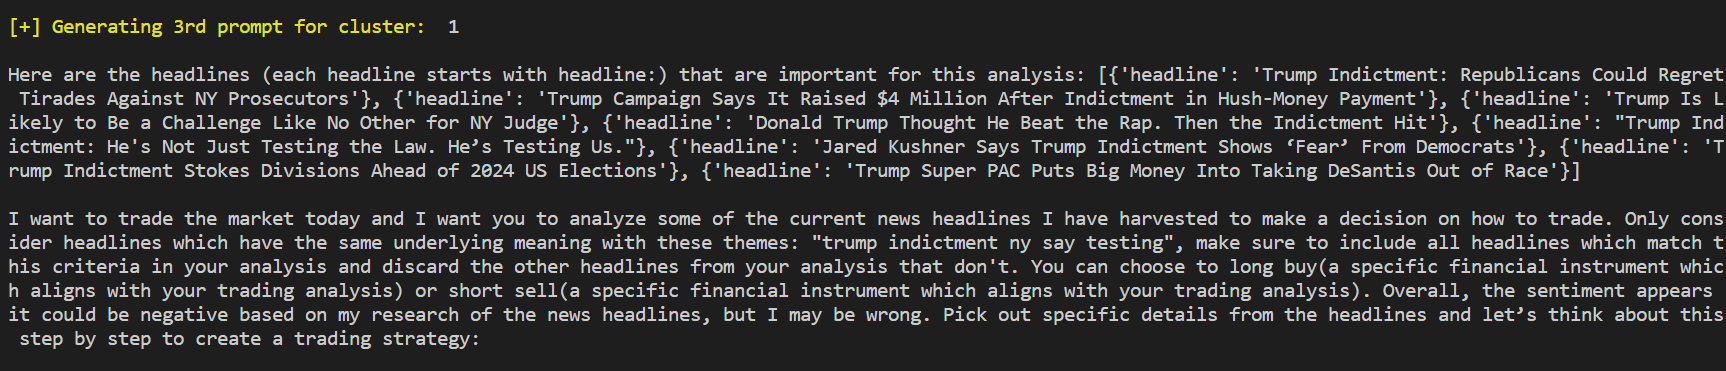 [+] Generating 3rd prompt for cluster:  1
Here are the headlines (each headline starts with headline:) that are important for this analysis: [{'headline': 'Trump Indictment: Republicans Could Regret
 Tirades Against NY Prosecutors'}, {'headline': 'Trump Campaign Says It Raised $4 Million After Indictment in Hush-Money Payment'}, {'headline': 'Trump Is L
ikely to Be a Challenge Like No Other for NY Judge'}, {'headline': 'Donald Trump Thought He Beat the Rap. Then the Indictment Hit'}, {'headline': "Trump Ind
ictment: He's Not Just Testing the Law. He’s Testing Us."}, {'headline': 'Jared Kushner Says Trump Indictment Shows ‘Fear’ From Democrats'}, {'headline': 'T
rump Indictment Stokes Divisions Ahead of 2024 US Elections'}, {'headline': 'Trump Super PAC Puts Big Money Into Taking DeSantis Out of Race'}]
I want to trade the market today and I want you to analyze some of the current news headlines I have harvested to make a decision on how to trade. Only cons
ider headlines which have the same underlying meaning with these themes: "trump indictment ny say testing", make sure to include all headlines which match t
his criteria in your analysis and discard the other headlines from your analysis that don't. You can choose to long buy(a specific financial instrument whic
h aligns with your trading analysis) or short sell(a specific financial instrument which aligns with your trading analysis). Overall, the sentiment appears
it could be negative based on my research of the news headlines, but I may be wrong. Pick out specific details from the headlines and let’s think about this
 step by step to create a trading strategy: